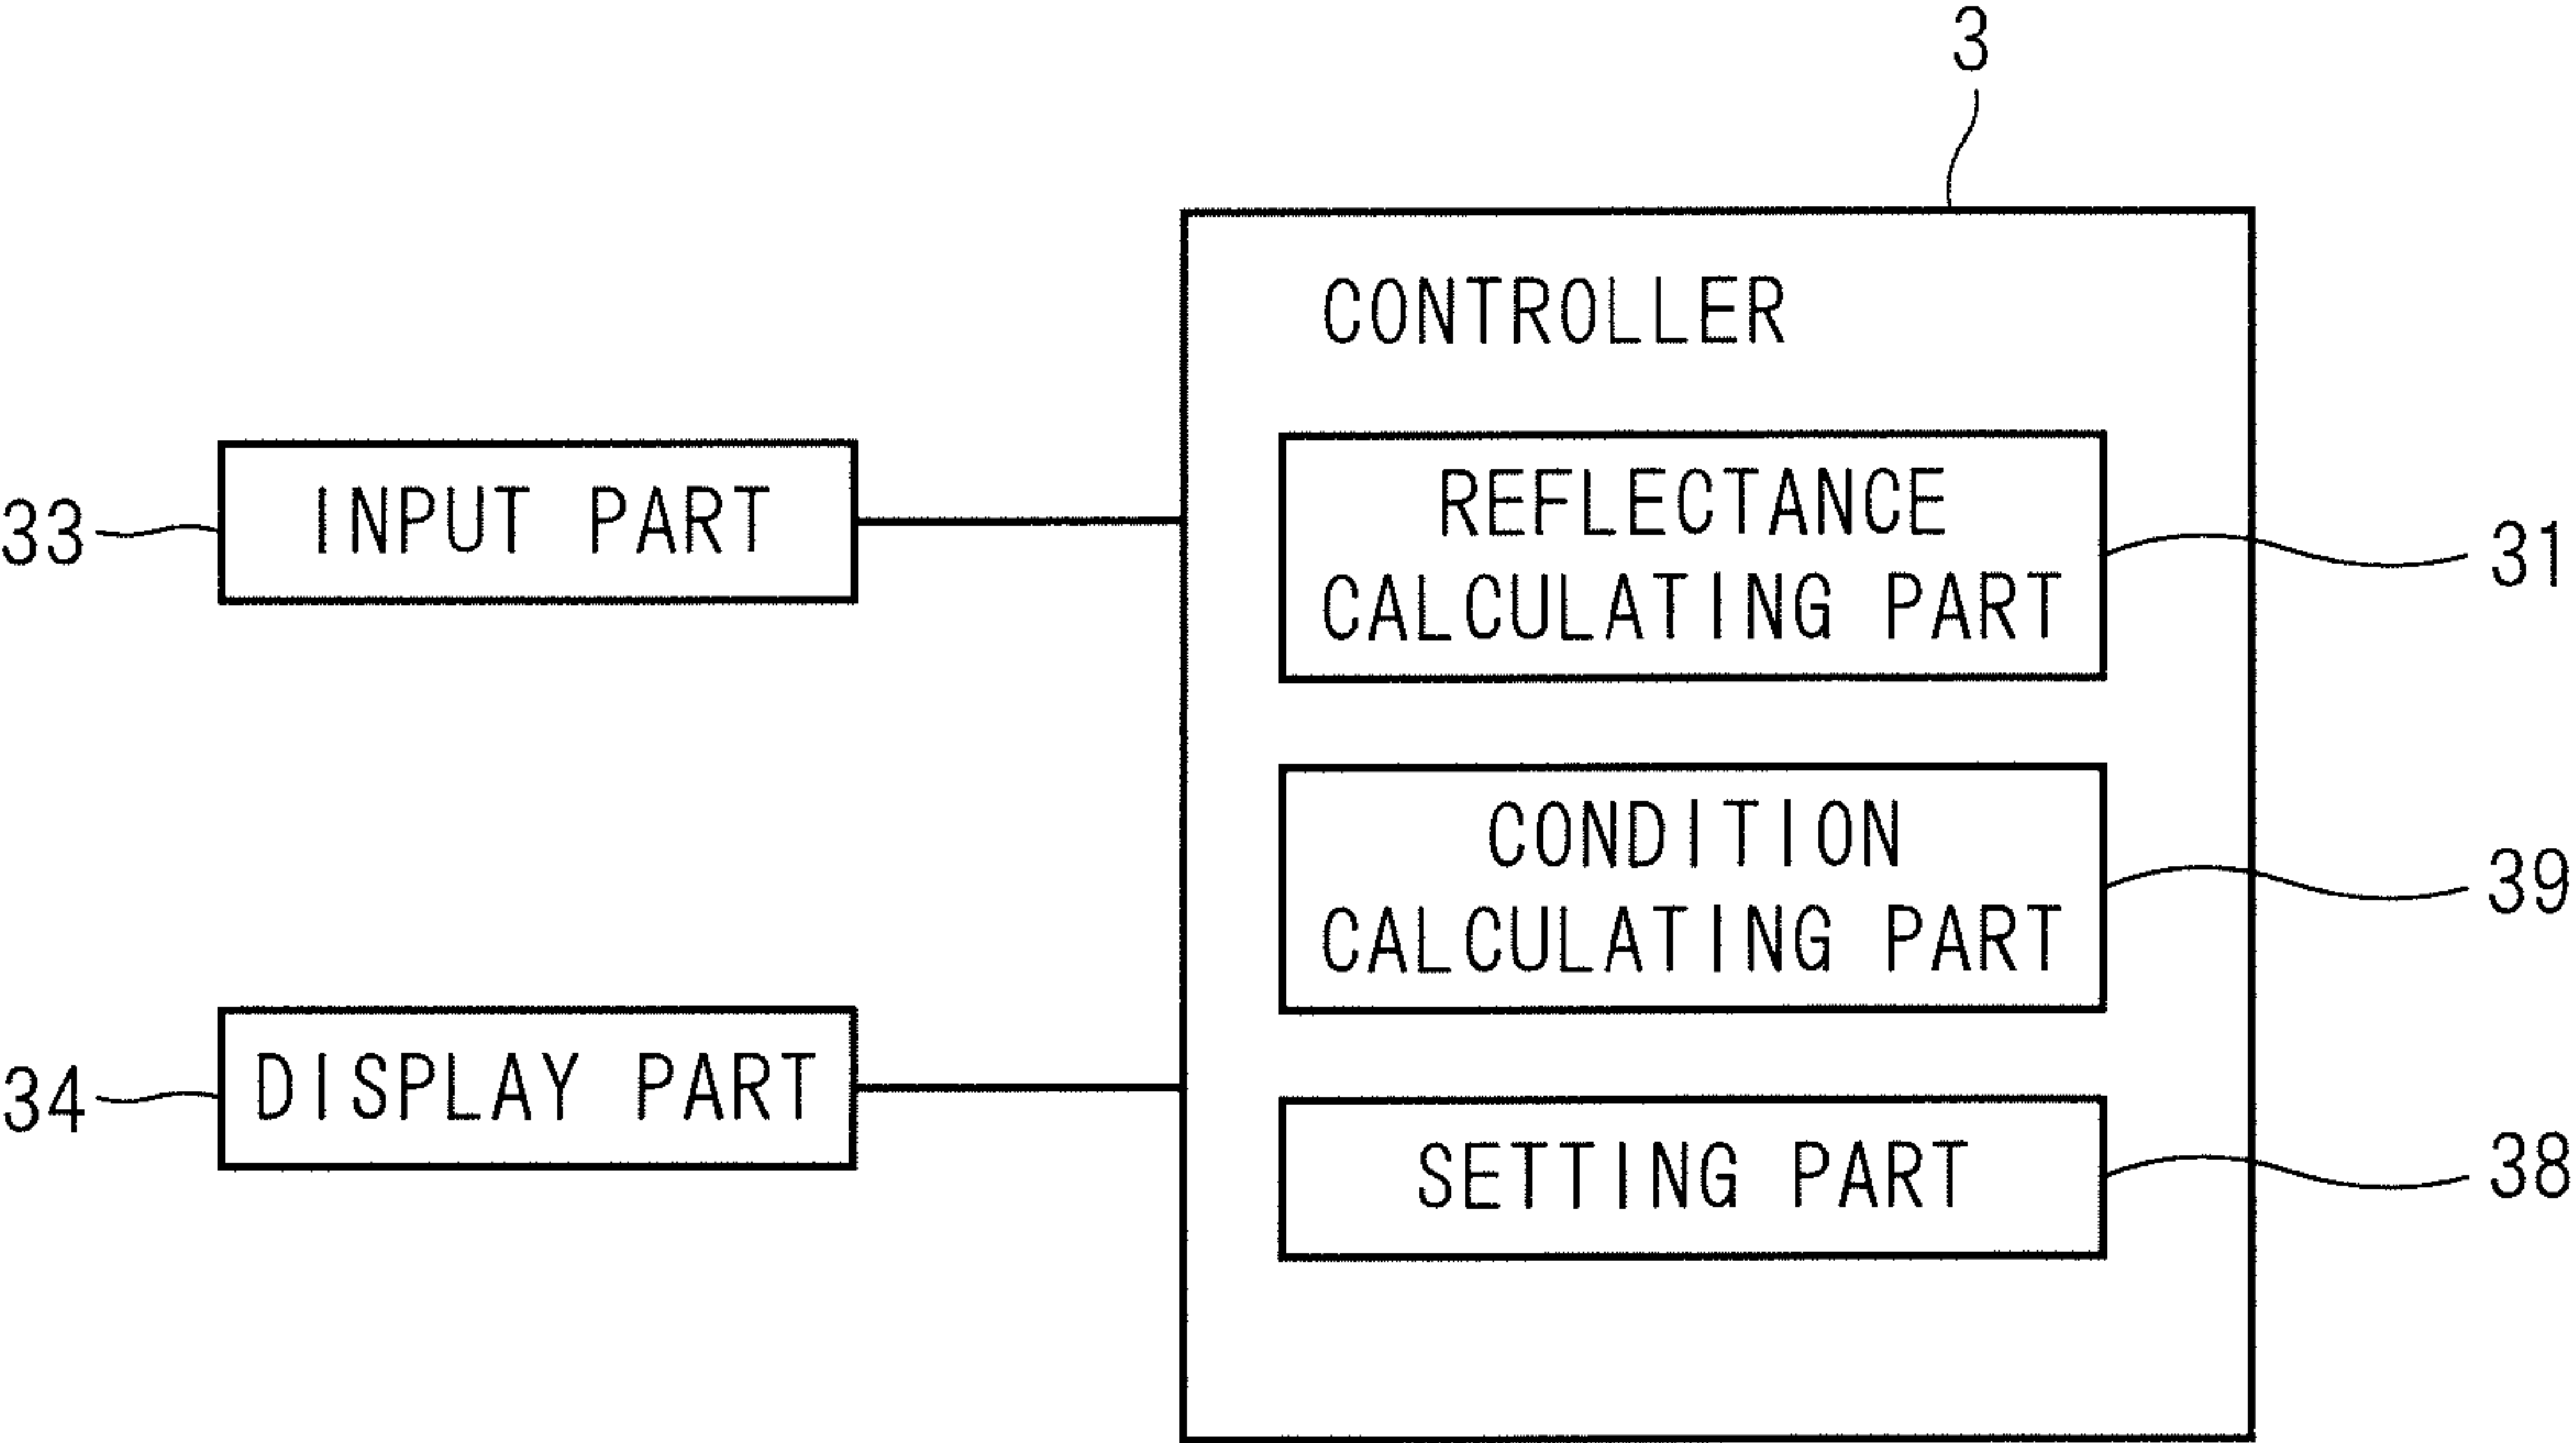 3
CONTROLLER
33
INPUT PART
REFLECTANCE
CALCULATING PART
31
CONDITION
CALCULATING PART
39
34
DISPLAY PART
SETTING PART
38